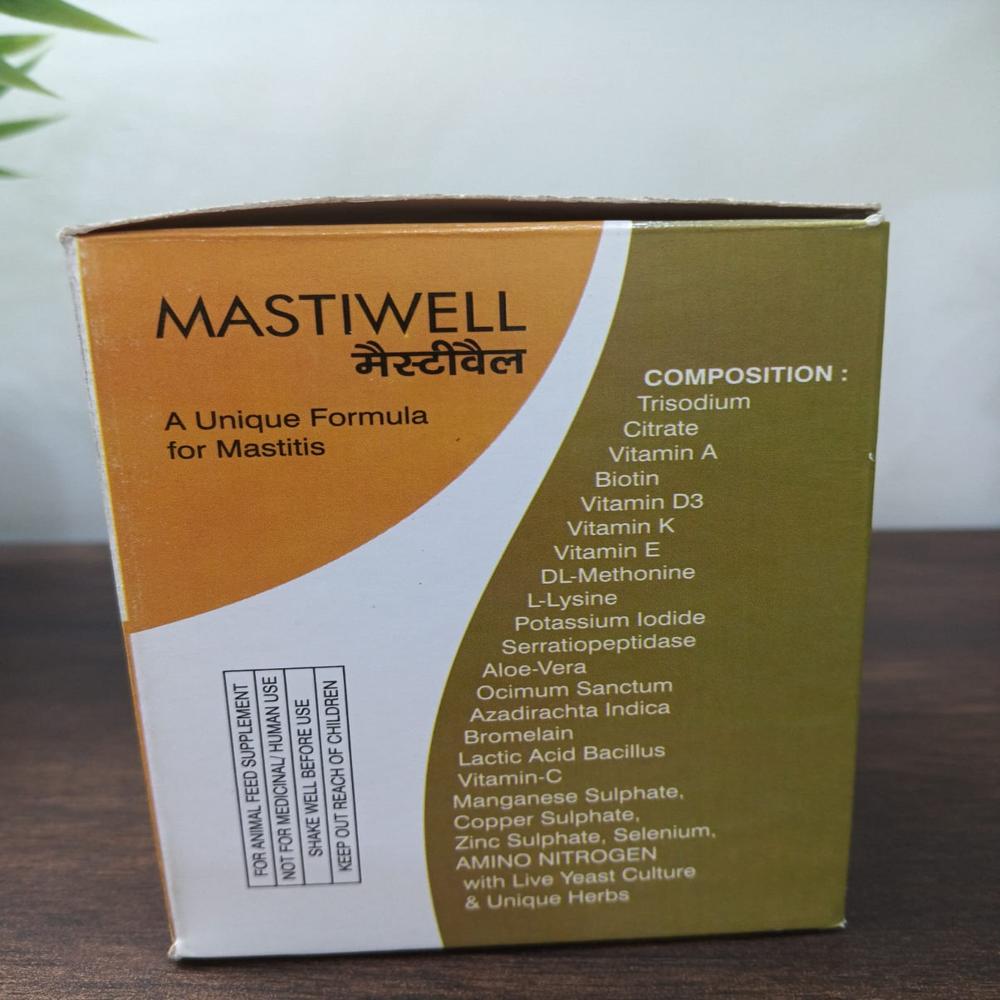 MASTIWELL
मैस्टीवैल
A Unique Formula
for Mastitis
COMPOSITION :
Trisodium
Citrate
Vitamin A
Biotin
Vitamin D3
Vitamin K
Vitamin E
DL-Methonine
L-Lysine
Potassium Iodide
Serratiopeptidase
Aloe-Vera
Ocimum Sanctum
Azadirachta Indica
Bromelain
Lactic Acid Bacillus
Vitamin-C
Manganese Sulphate,
Copper Sulphate,
Zinc Sulphate, Selenium,
AMINO NITROGEN
with Live Yeast Culture
& Unique Herbs
FOR ANIMAL FEED SUPPLEMENT
NOT FOR MEDICINAL/ HUMAN USE
SHAKE WELL BEFORE USE
KEEP OUT REACH OF CHILDREN